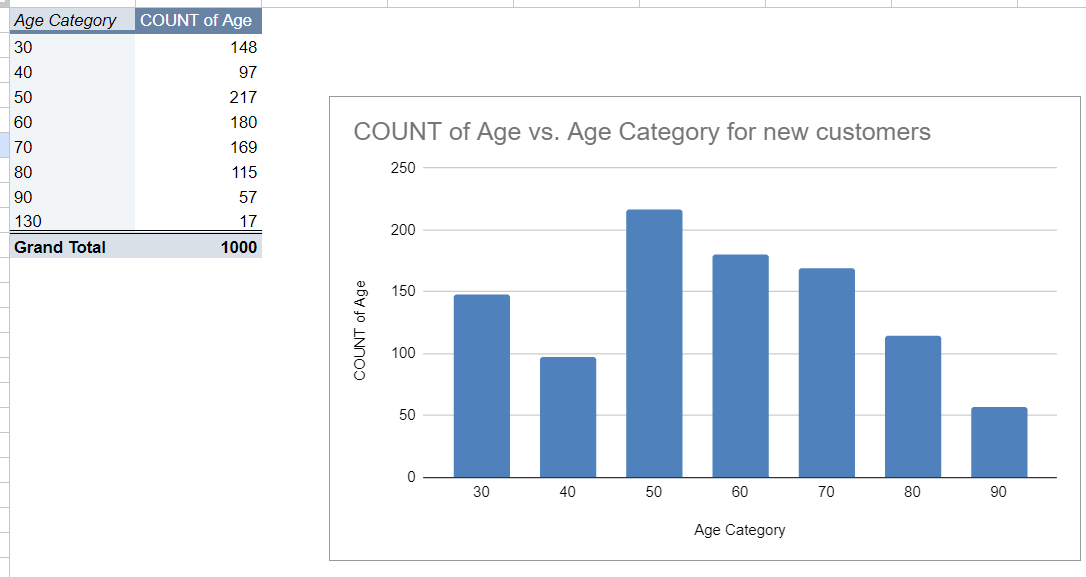 Age Category COUNT of Age
30 148
40 97
50 217
60 180
70 169
80 115
90 57
130 17
Grand Total 1000
COUNT of Age vs. Age Category for new customers
250
200
150
100
50
0
COUNT of Age
30 40 50 60 70 80 90
Age Category